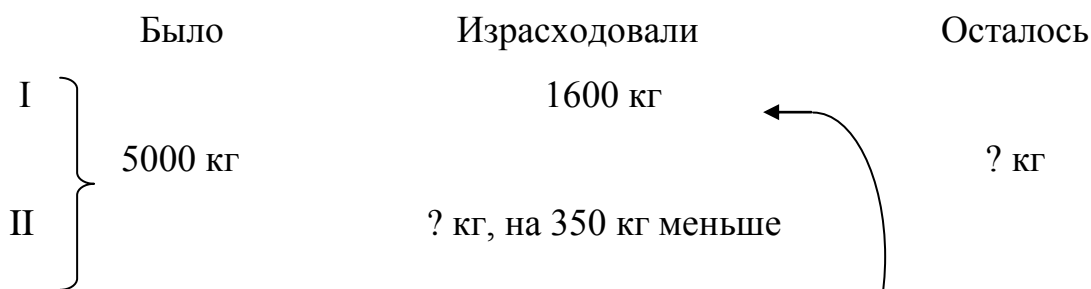 Было Израсходовали Осталось
I 1600 кг
5000 кг ? кг
II ? кг, на 350 кг меньше